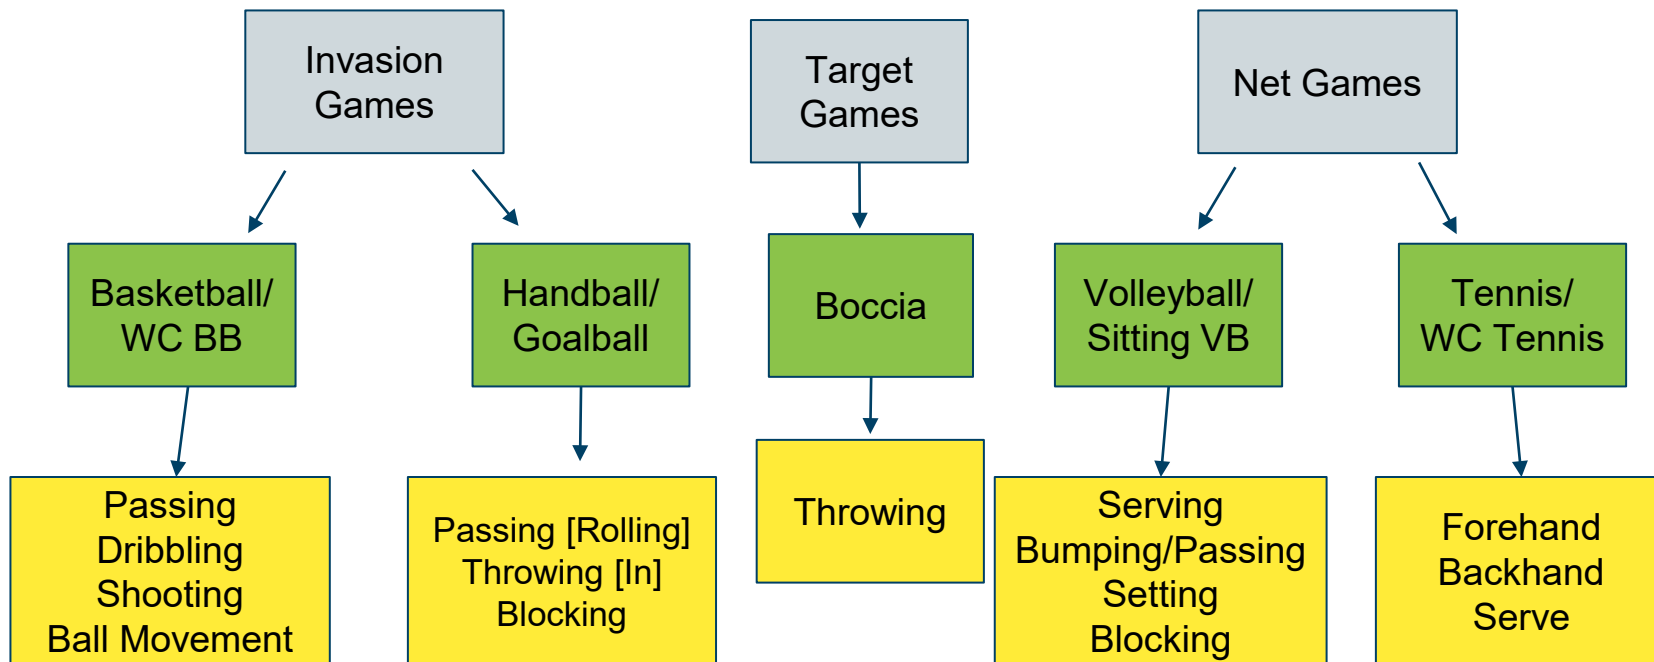 Invasion
Games
Target
Games
Net Games
Basketball/
WC BB
Handball/
Goalball
Boccia
Volleyball/
Sitting VB
Tennis/
WC Tennis
Passing
Dribbling
Shooting
Ball Movement
Passing [Rolling]
Throwing [In]
Blocking
Throwing
Serving
Bumping/Passing
Setting
Blocking
Forehand
Backhand
Serve